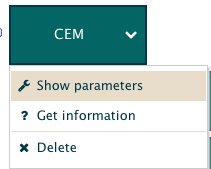 CEM
Show parameters
? Get information
Delete